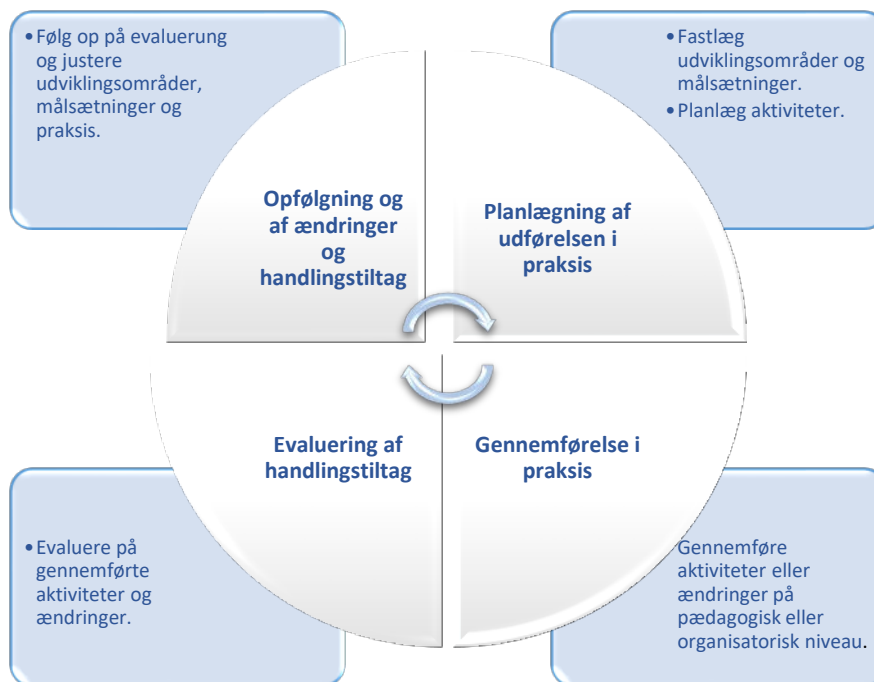 •Følg op på evaluerung
og justere
udviklingsområder,
målsætninger og
praksis.
•Fastlæg
udviklingsområder og
målsætninger.
•Planlæg aktiviteter.
Opfølgning og
af ændringer
og
handlingstiltag
Planlægning af
udførelsen i
praksis
Evaluering af
handlingstiltag
Gennemførelse i
praksis
•Evaluere på
gennemførte
aktiviteter og
ændringer.
Gennemføre
aktiviteter eller
ændringer på
pædagogisk eller
organisatorisk niveau.